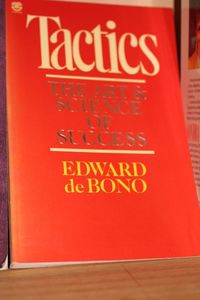 Tactics
THE ART &
SCIENCE
OF
SUCCESS
EDWARD
de BONO